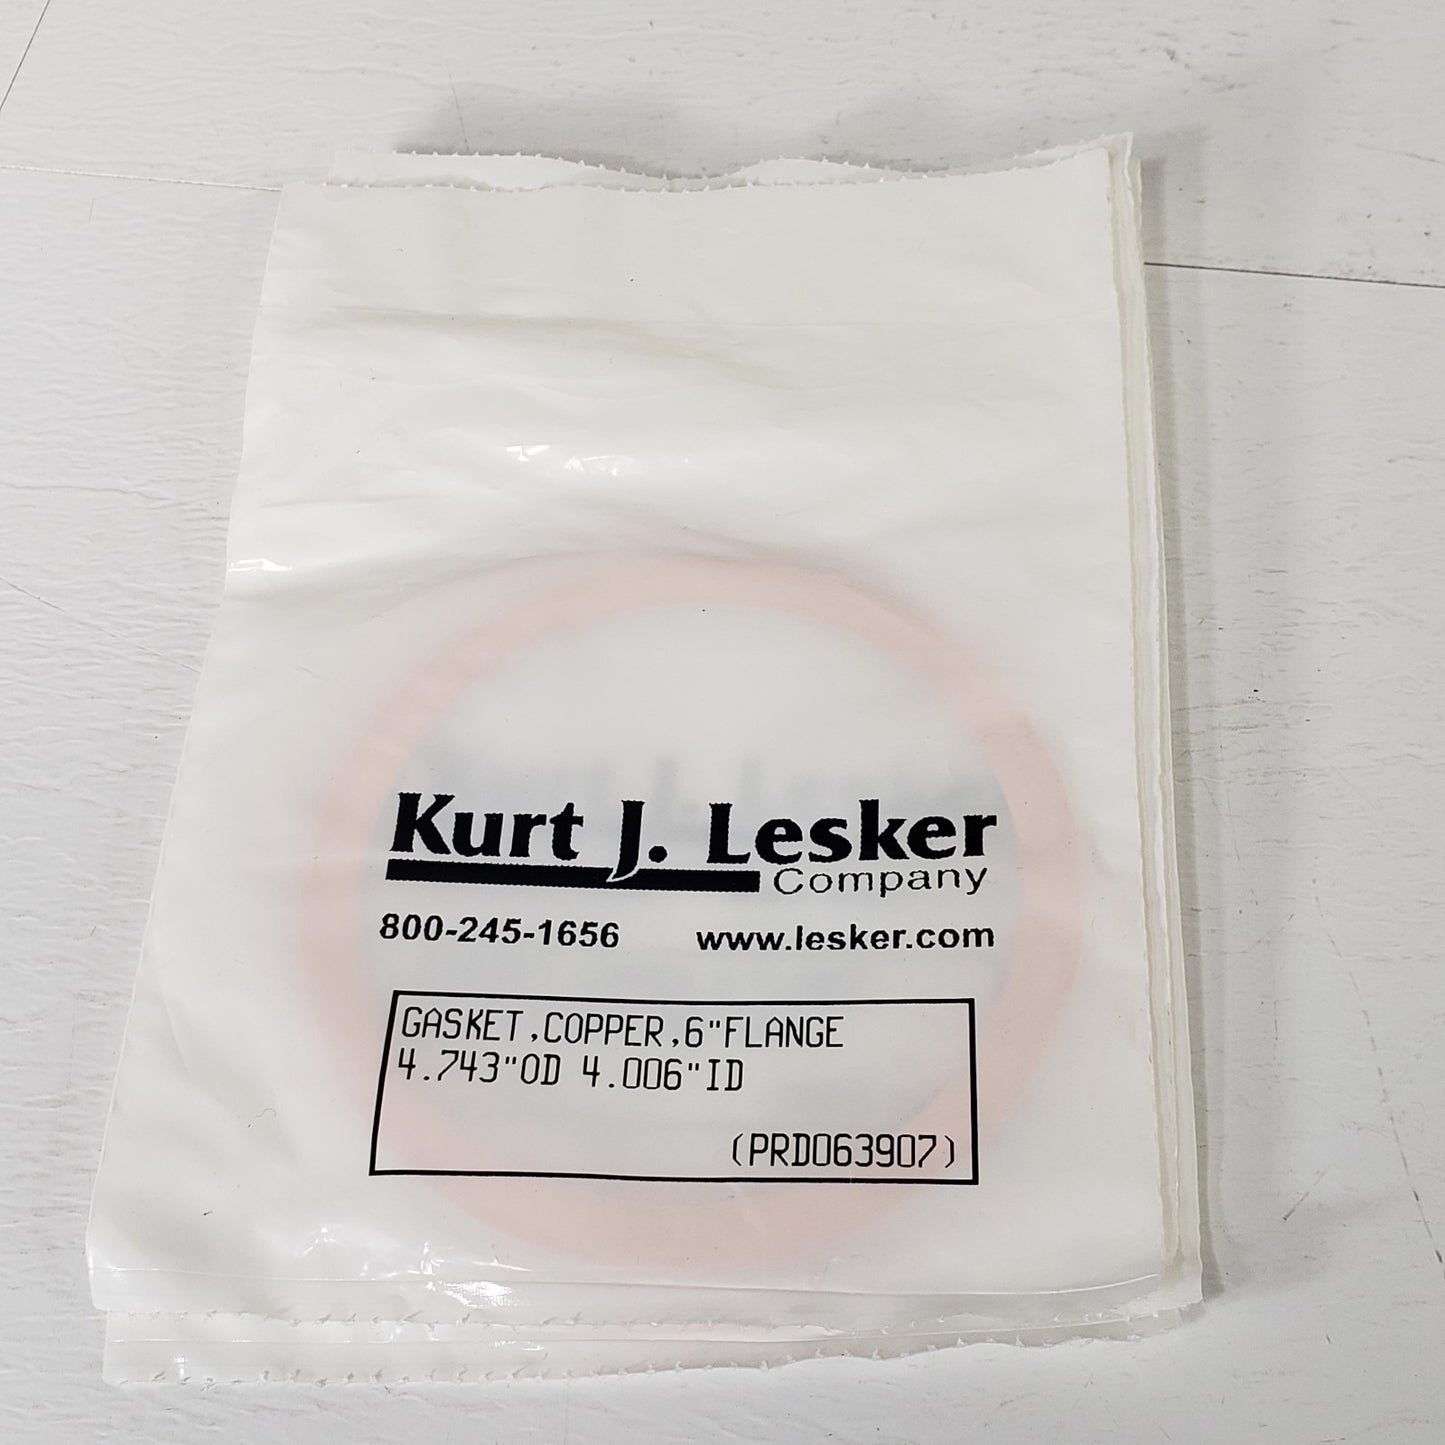 Kurt J. Lesker
Company
800-245-1656 www.lesker.com
GASKET,COPPER,6"FLANGE
4.743"OD 4.006"ID
(PRD063907)